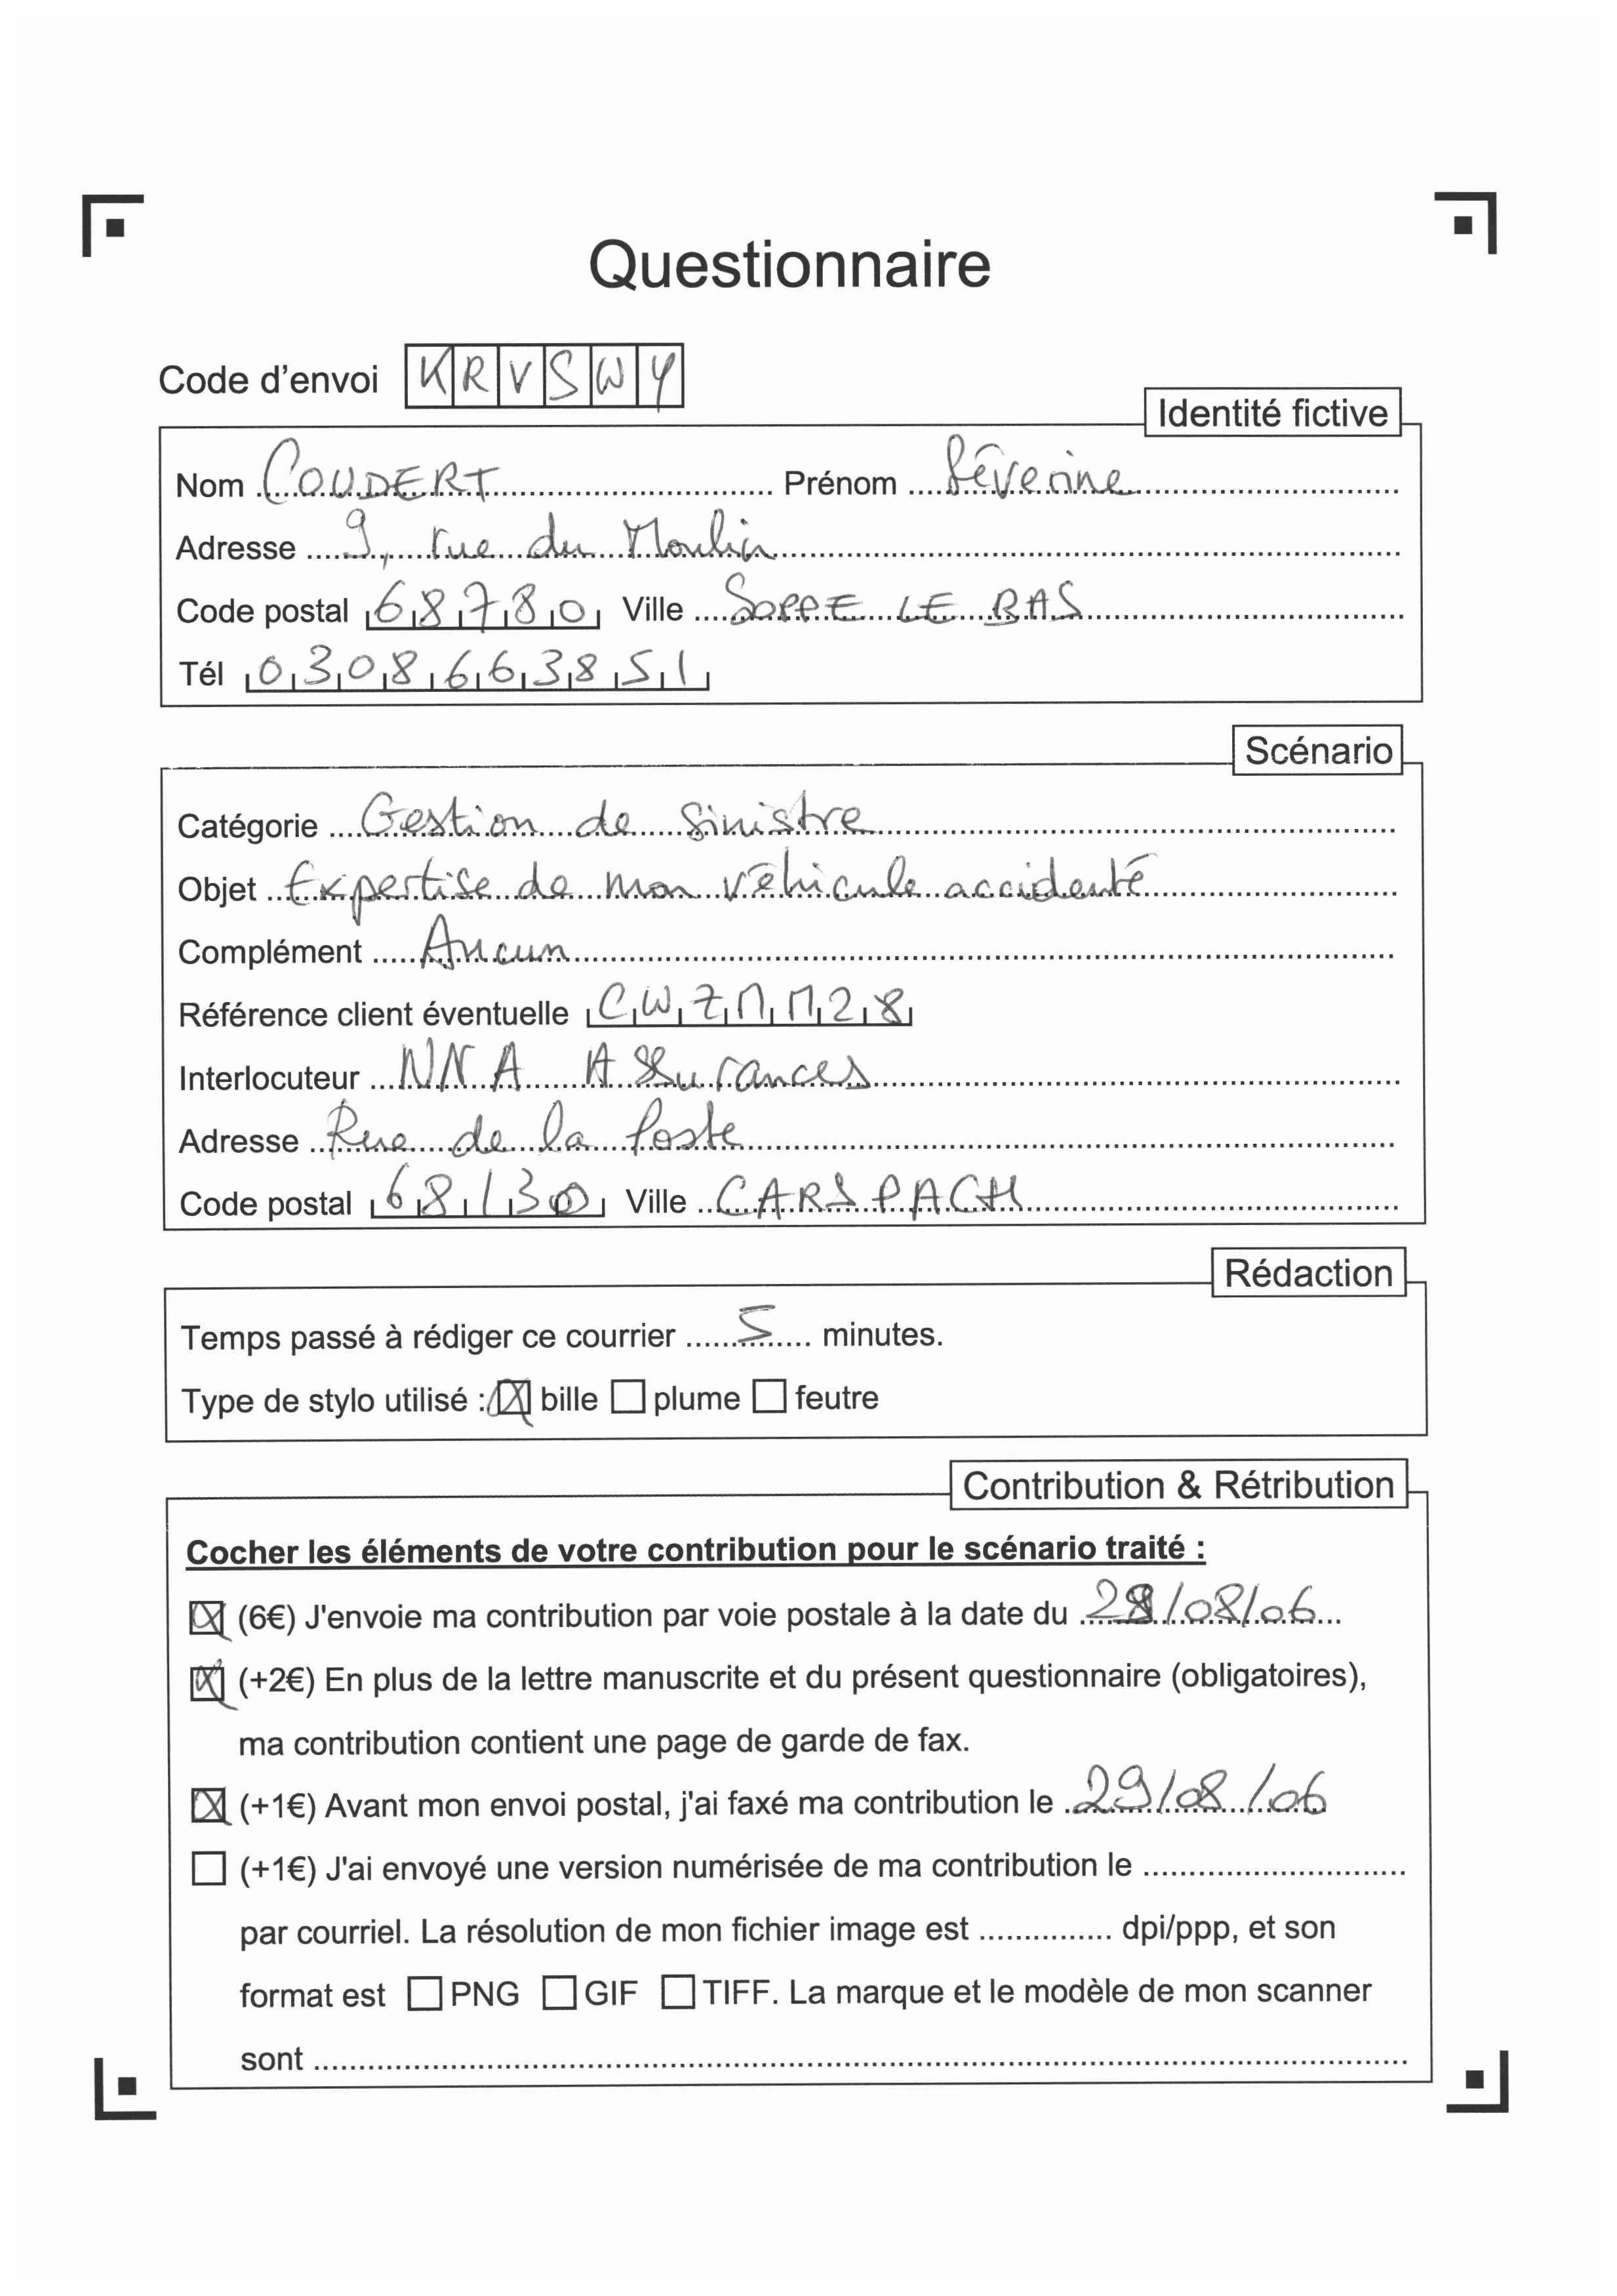 Questionnaire
Code d'envoi KRVSWY
Identité fictive
Nom COUDERT Prénom Séverine
Adresse 9, rue du Moulin
Code postal 68780 Ville SOPPE LE BAS
Tél 0308663851
Scénario
Catégorie Gestion de sinistre
Objet Expertise de mon véhicule accidenté
Complément Aucun
Référence client éventuelle CWZMM28
Interlocuteur NNA Assurances
Adresse Rue de la Poste
Code postal 68130 Ville CARSPACH
Rédaction
Temps passé à rédiger ce courrier 5 minutes.
Type de stylo utilisé : bille plume feutre
Contribution & Rétribution
Cocher les éléments de votre contribution pour le scénario traité :
(6€) J'envoie ma contribution par voie postale à la date du /08/06
(+2€) En plus de la lettre manuscrite et du présent questionnaire (obligatoires),
ma contribution contient une page de garde de fax.
(+1€) Avant mon envoi postal, j'ai faxé ma contribution le 29/08/06
(+1€) J'ai envoyé une version numérisée de ma contribution le
par courriel. La résolution de mon fichier image est dpi/ppp, et son
format est PNG GIF TIFF. La marque et le modèle de mon scanner
sont